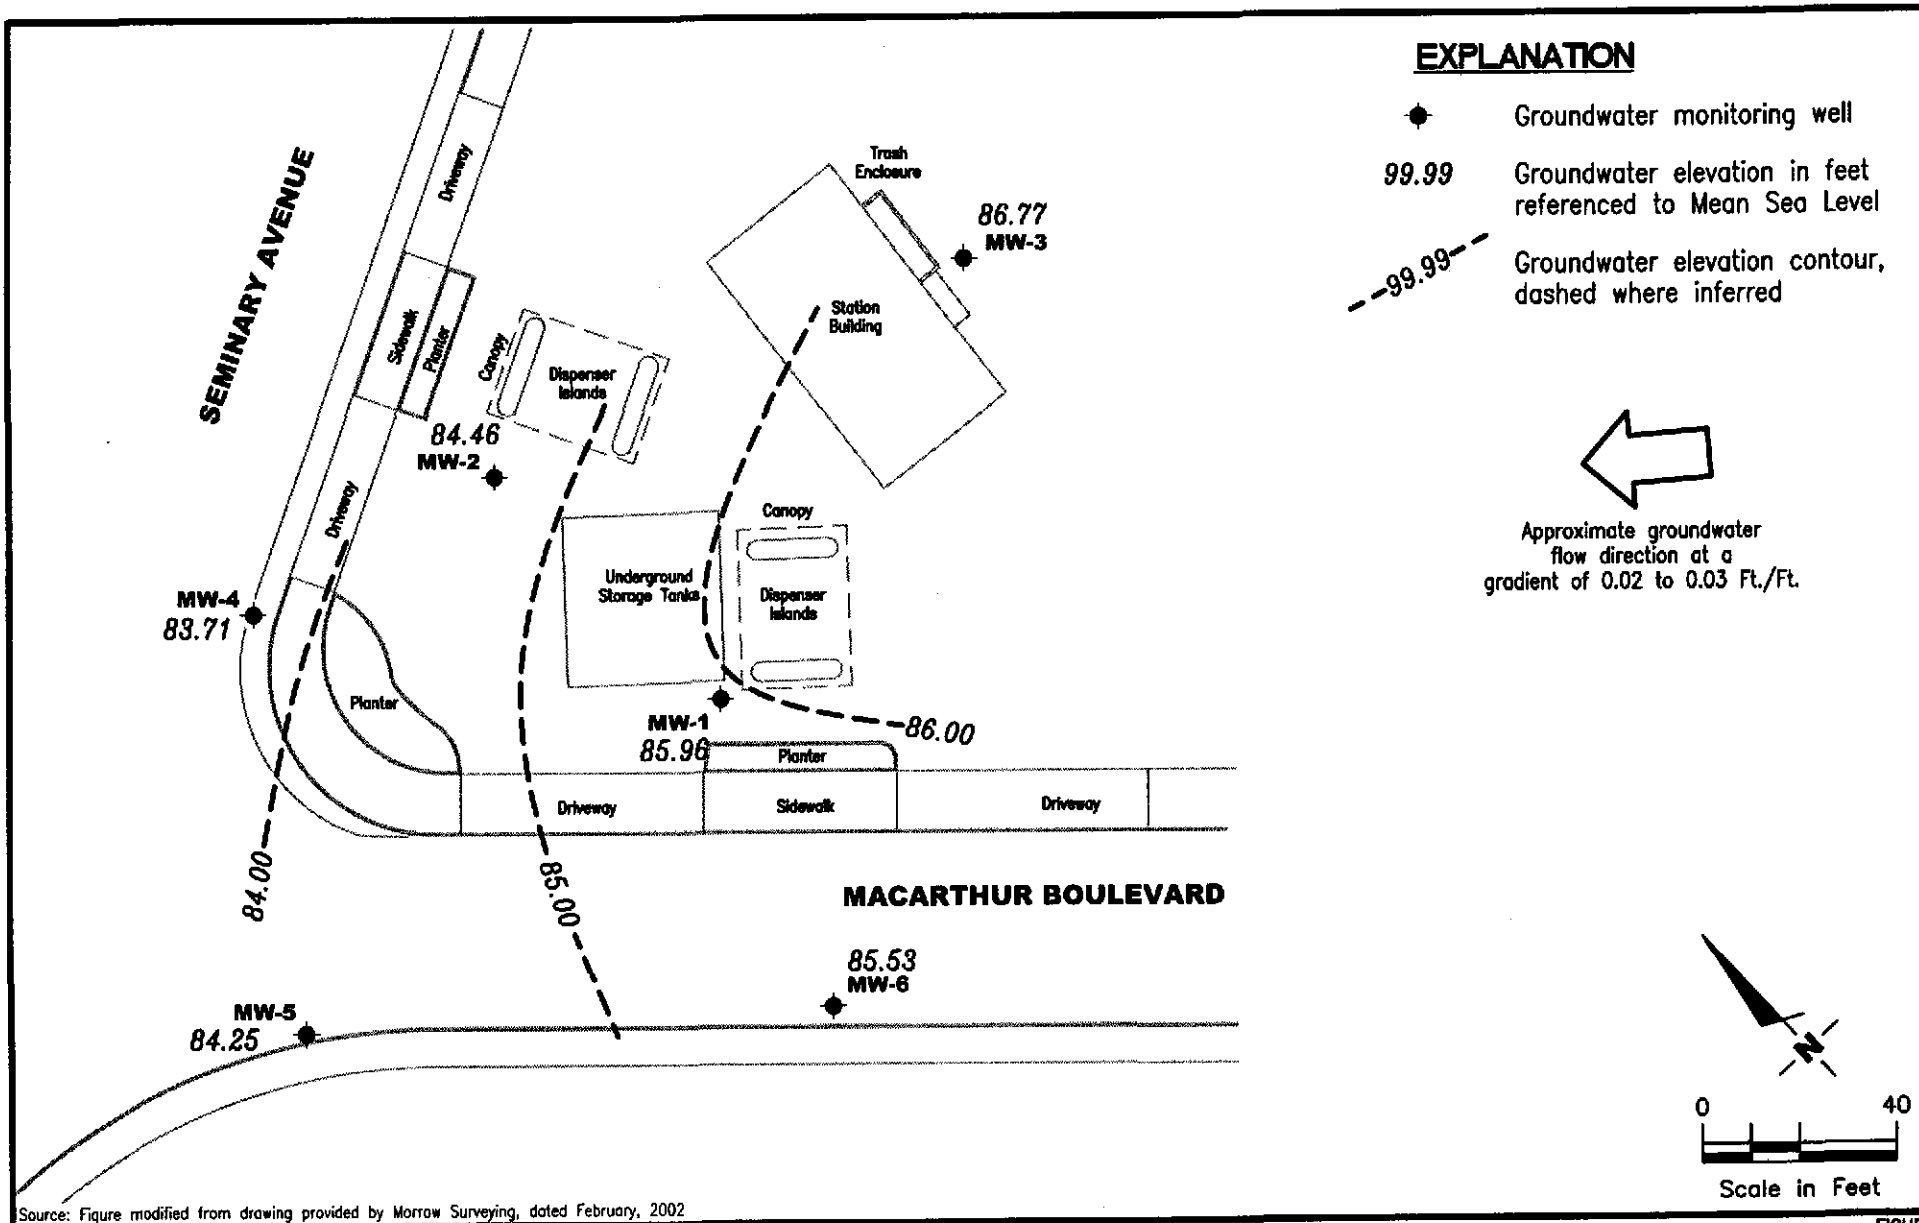 EXPLANATION
Groundwater monitoring well
99.99
Groundwater elevation in feet
referenced to Mean Sea Level
99.99
Groundwater elevation contour,
dashed where inferred
Approximate groundwater
flow direction at a
gradient of 0.02 to 0.03 Ft./Ft.
SEMINARY AVENUE
Driveway
Sidewalk
Planter
Canopy
Dispenser
Islands
Trash
Enclosure
86.77
MW-3
Station
Building
84.46
MW-2
Driveway
Canopy
Underground
Storage Tanks
Dispenser
Islands
MW-4
83.71
Planter
MW-1
85.96
86.00
Planter
Driveway
Sidewalk
Driveway
84.00
85.00
MACARTHUR BOULEVARD
85.53
MW-6
MW-5
84.25
N
0 40
Scale in Feet
Source: Figure modified from drawing provided by Morrow Surveying, dated February, 2002